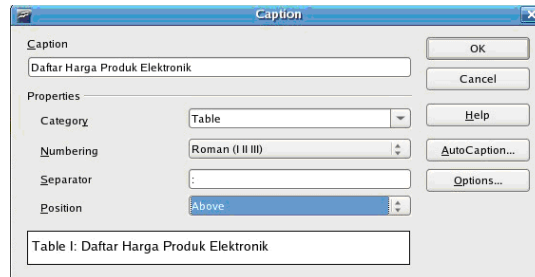 Caption
Caption
OK
Daftar Harga Produk Elektronik
Cancel
Properties
Category
Table
Help
Numbering
Roman (I II III)
AutoCaption...
Separator
:
Options...
Position
Above
Table I: Daftar Harga Produk Elektronik